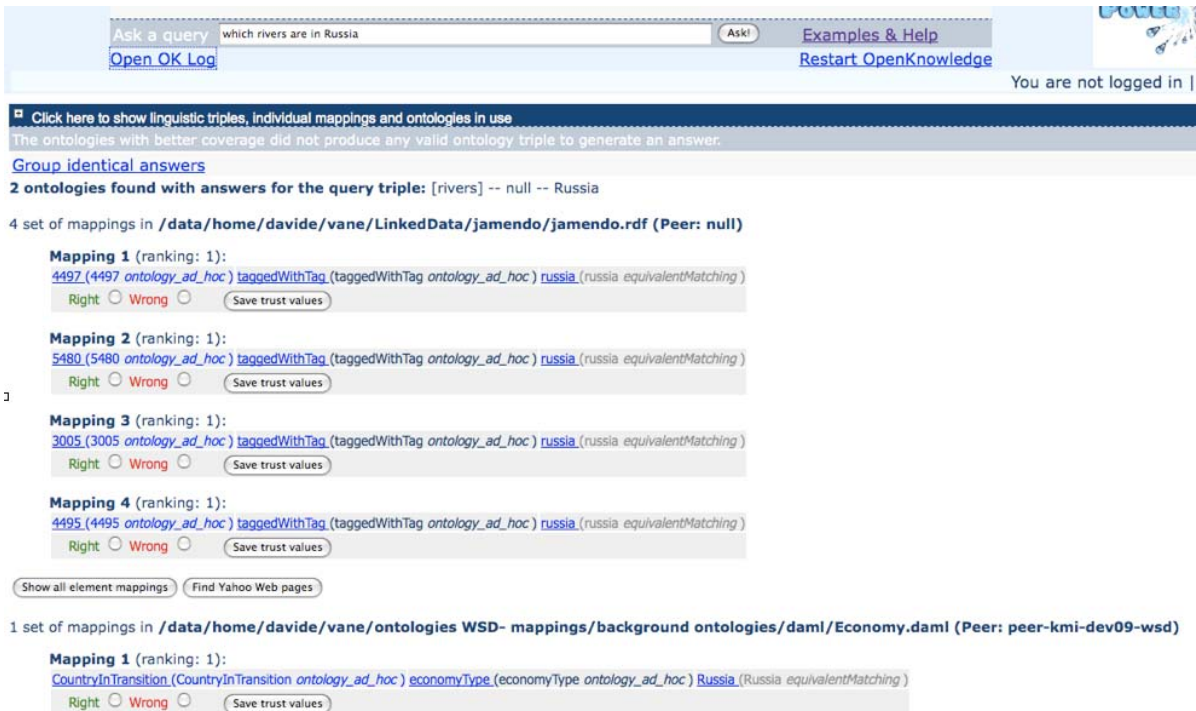 POWER
Ask a query which rivers are in Russia Ask! Examples & Help
Open OK Log Restart OpenKnowledge
You are not logged in |
Click here to show linguistic triples, individual mappings and ontologies in use
The ontologies with better coverage did not produce any valid ontology triple to generate an answer.
Group identical answers
2 ontologies found with answers for the query triple: [rivers] -- null -- Russia
4 set of mappings in /data/home/davide/vane/LinkedData/jamendo/jamendo.rdf (Peer: null)
Mapping 1 (ranking: 1):
4497 (4497 ontology_ad_hoc ) taggedWithTag (taggedWithTag ontology_ad_hoc ) russia (russia equivalentMatching )
Right Wrong Save trust values
Mapping 2 (ranking: 1):
5480 (5480 ontology_ad_hoc ) taggedWithTag (taggedWithTag ontology_ad_hoc ) russia (russia equivalentMatching )
Right Wrong Save trust values
Mapping 3 (ranking: 1):
3005 (3005 ontology_ad_hoc ) taggedWithTag (taggedWithTag ontology_ad_hoc ) russia (russia equivalentMatching )
Right Wrong Save trust values
Mapping 4 (ranking: 1):
4495 (4495 ontology_ad_hoc ) taggedWithTag (taggedWithTag ontology_ad_hoc ) russia (russia equivalentMatching )
Right Wrong Save trust values
Show all element mappings Find Yahoo Web pages
1 set of mappings in /data/home/davide/vane/ontologies WSD- mappings/background ontologies/daml/Economy.daml (Peer: peer-kmi-dev09-wsd)
Mapping 1 (ranking: 1):
CountryInTransition (CountryInTransition ontology_ad_hoc ) economyType (economyType ontology_ad_hoc ) Russia (Russia equivalentMatching )
Right Wrong Save trust values